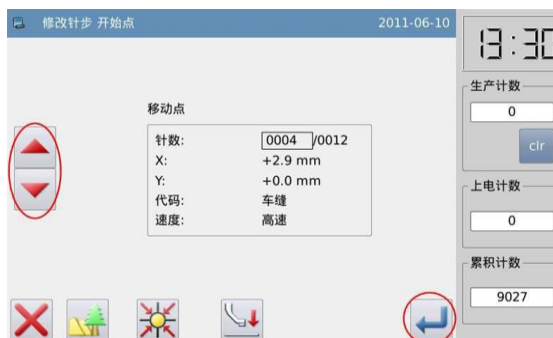 修改针步 开始点 2011-06-10
13:30
移动点
针数: 0004 /0012
X: +2.9 mm
Y: +0.0 mm
代码: 车缝
速度: 高速
生产计数
0
clr
上电计数
0
累积计数
9027